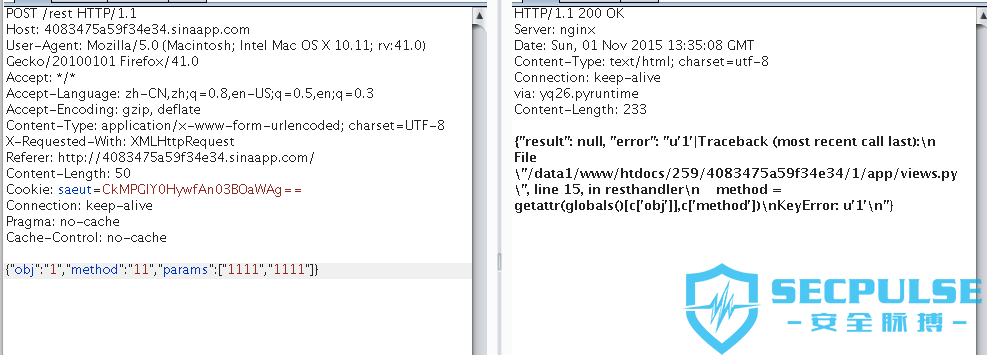 POST /rest HTTP/1.1
Host: 4083475a59f34e34.sinaapp.com
User-Agent: Mozilla/5.0 (Macintosh; Intel Mac OS X 10.11; rv:41.0)
Gecko/20100101 Firefox/41.0
Accept: */*
Accept-Language: zh-CN,zh;q=0.8,en-US;q=0.5,en;q=0.3
Accept-Encoding: gzip, deflate
Content-Type: application/x-www-form-urlencoded; charset=UTF-8
X-Requested-With: XMLHttpRequest
Referer: http://4083475a59f34e34.sinaapp.com/
Content-Length: 50
Cookie: saeut=CkMPGlY0HywfAn03BOaWAg==
Connection: keep-alive
Pragma: no-cache
Cache-Control: no-cache
{"obj":"1","method":"11","params":["1111","1111"]}
HTTP/1.1 200 OK
Server: nginx
Date: Sun, 01 Nov 2015 13:35:08 GMT
Content-Type: text/html; charset=utf-8
Connection: keep-alive
via: yq26.pyruntime
Content-Length: 233
{"result": null, "error": "u'1'|Traceback (most recent call last):\n
File
\"/data1/www/htdocs/259/4083475a59f34e34/1/app/views.py
\", line 15, in resthandler\n    method =
getattr(globals()[c['obj']],c['method'])\nKeyError: u'1'\n"}
SECPULSE
安全脉搏